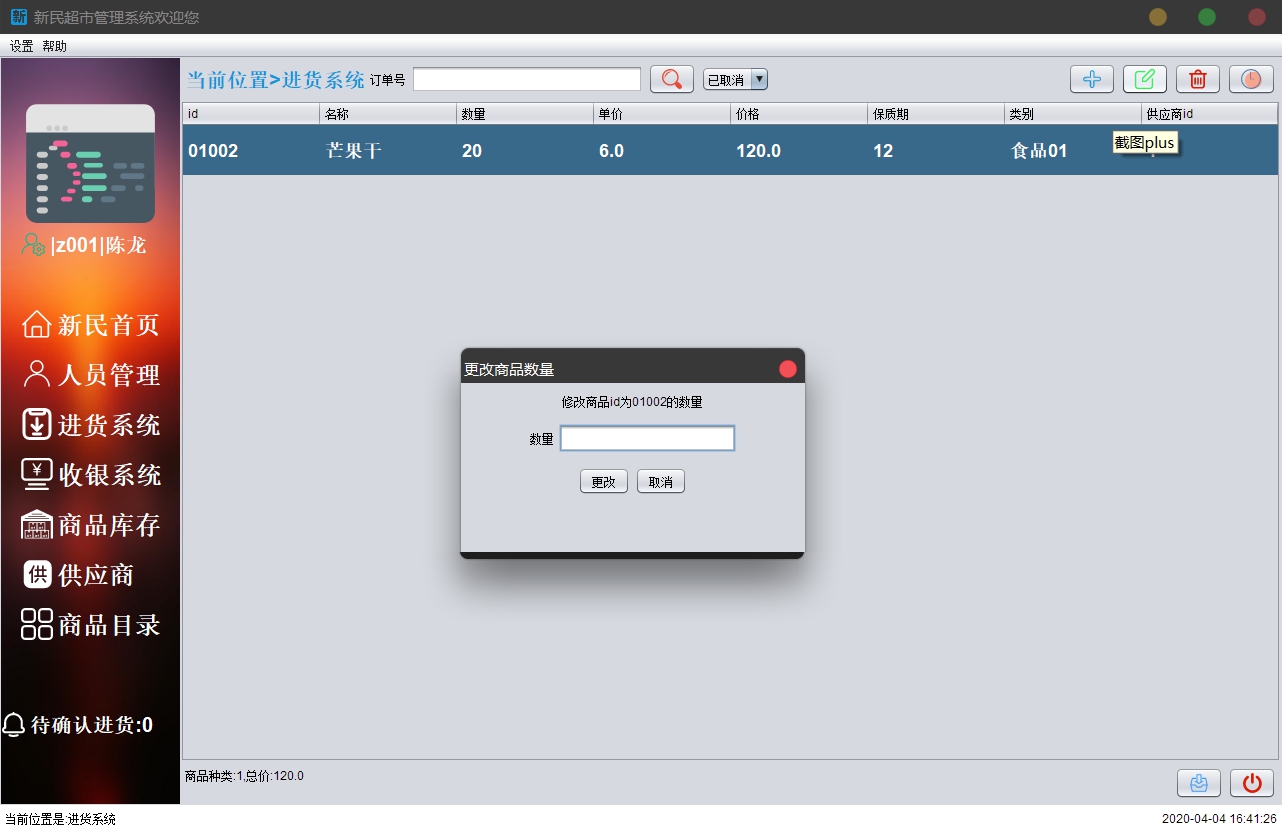 新 新民超市管理系统欢迎您
设置 帮助
当前位置>进货系统 订单号 已取消
id 名称 数量 单价 价格 保质期 类别 供应商id
01002 芒果干 20 6.0 120.0 12 食品01
截图plus
|z001|陈龙
新民首页
人员管理
进货系统
¥ 收银系统
商品库存
供 供应商
商品目录
待确认进货:0
更改商品数量
修改商品id为01002的数量
数量
更改 取消
商品种类:1,总价:120.0
当前位置是:进货系统 2020-04-04 16:41:26